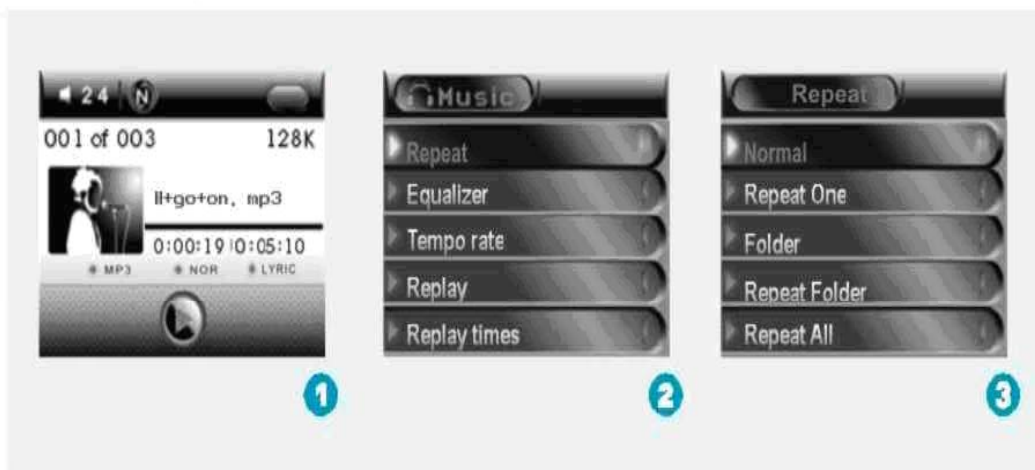 24 N
001 of 003 128K
ll+go+on, mp3
0:00:19 0:05:10
MP3 NOR LYRIC
1
Music
Repeat
Equalizer
Tempo rate
Replay
Replay times
2
Repeat
Normal
Repeat One
Folder
Repeat Folder
Repeat All
3